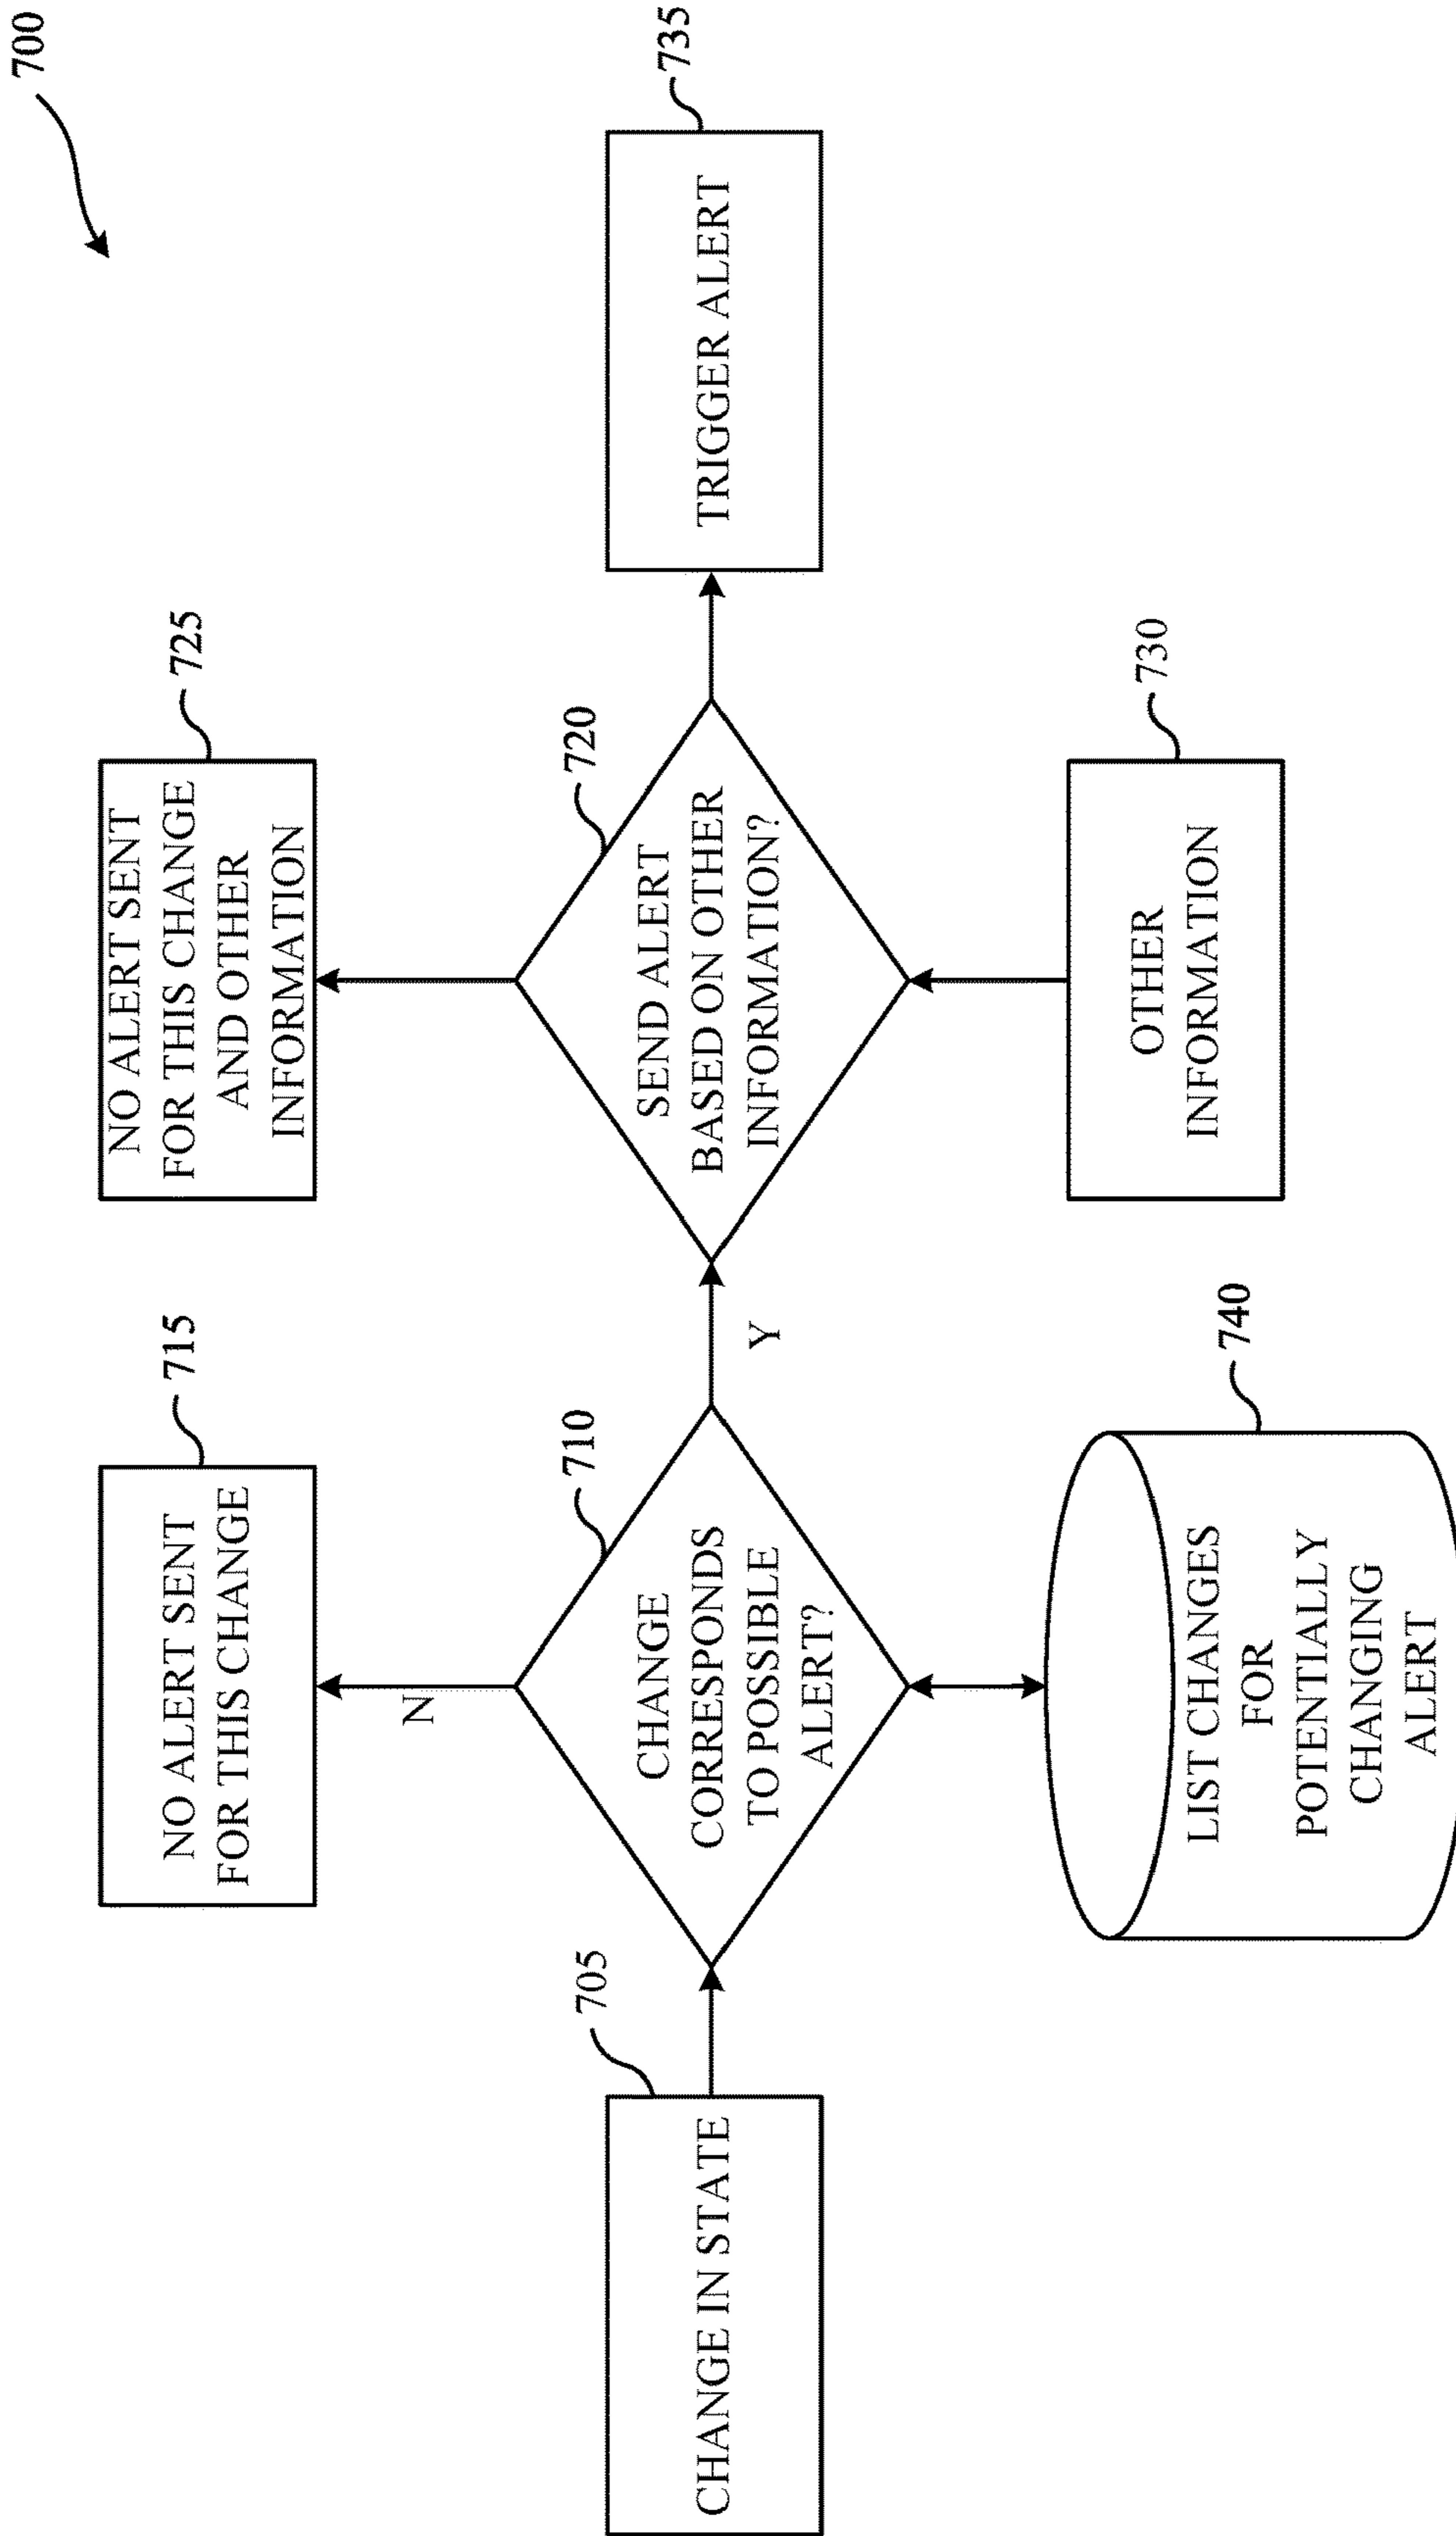 700
CHANGE IN STATE
705
CHANGE
CORRESPONDS
TO POSSIBLE
ALERT?
710
N
NO ALERT SENT
FOR THIS CHANGE
715
LIST CHANGES
FOR
POTENTIALLY
CHANGING
ALERT
740
Y
SEND ALERT
BASED ON OTHER
INFORMATION?
720
NO ALERT SENT
FOR THIS CHANGE
AND OTHER
INFORMATION
725
OTHER
INFORMATION
730
TRIGGER ALERT
735